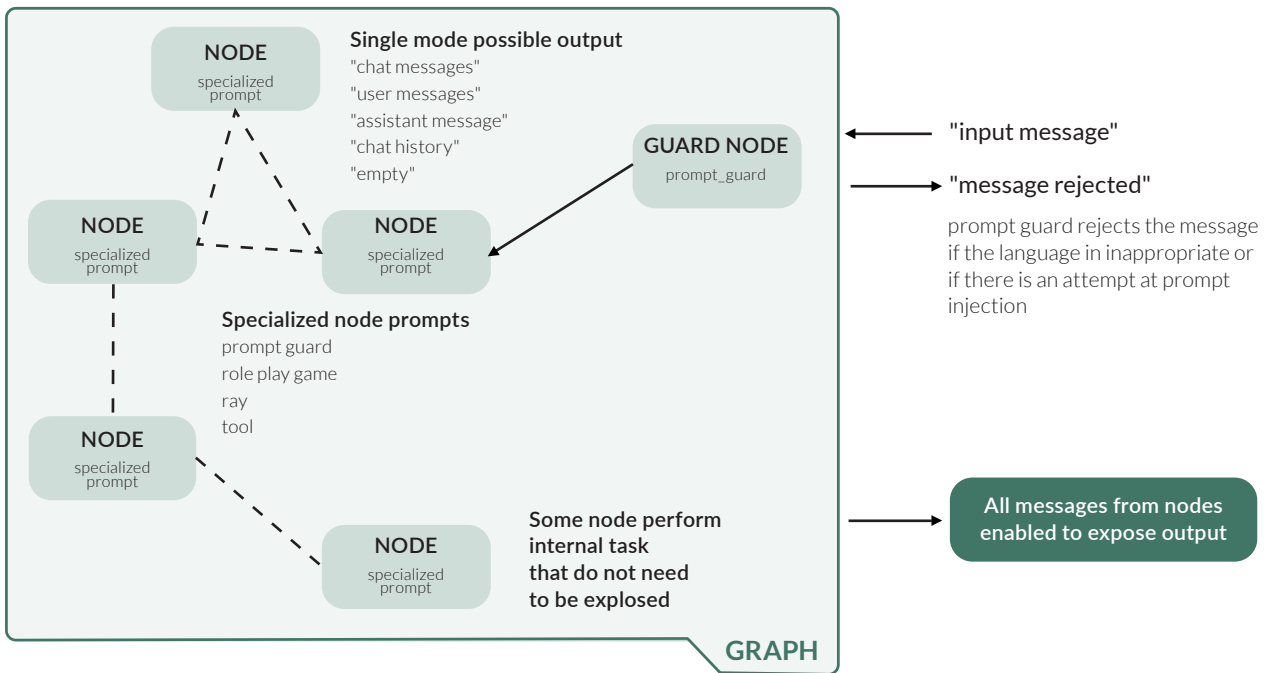 NODE
specialized
prompt
Single mode possible output
"chat messages"
"user messages"
"assistant message"
"chat history"
"empty"
GUARD NODE
prompt_guard
"input message"
"message rejected"
prompt guard rejects the message
if the language in inappropriate or
if there is an attempt at prompt
injection
NODE
specialized
prompt
NODE
specialized
prompt
Specialized node prompts
prompt guard
role play game
ray
tool
NODE
specialized
prompt
NODE
specialized
prompt
Some node perform
internal task
that do not need
to be explosed
All messages from nodes
enabled to expose output
GRAPH